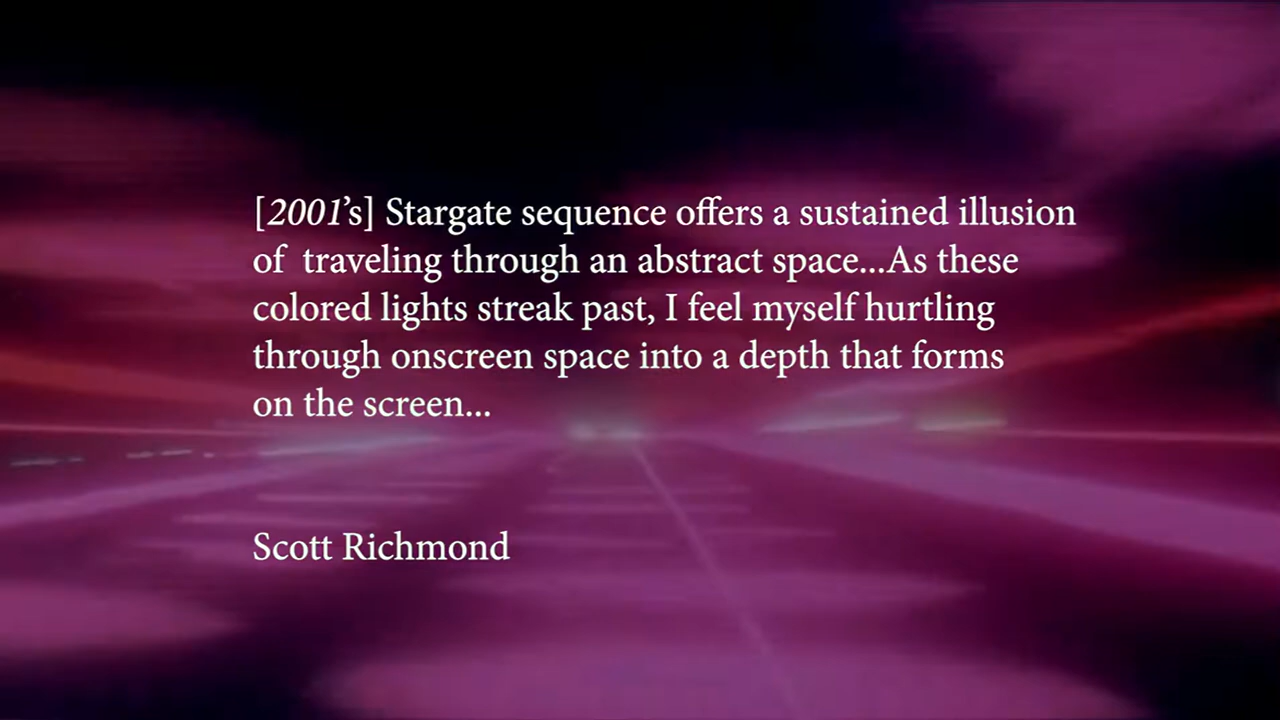 [2001's] Stargate sequence offers a sustained illusion
of  traveling through an abstract space...As these
colored lights streak past, I feel myself hurtling
through onscreen space into a depth that forms
on the screen...
Scott Richmond